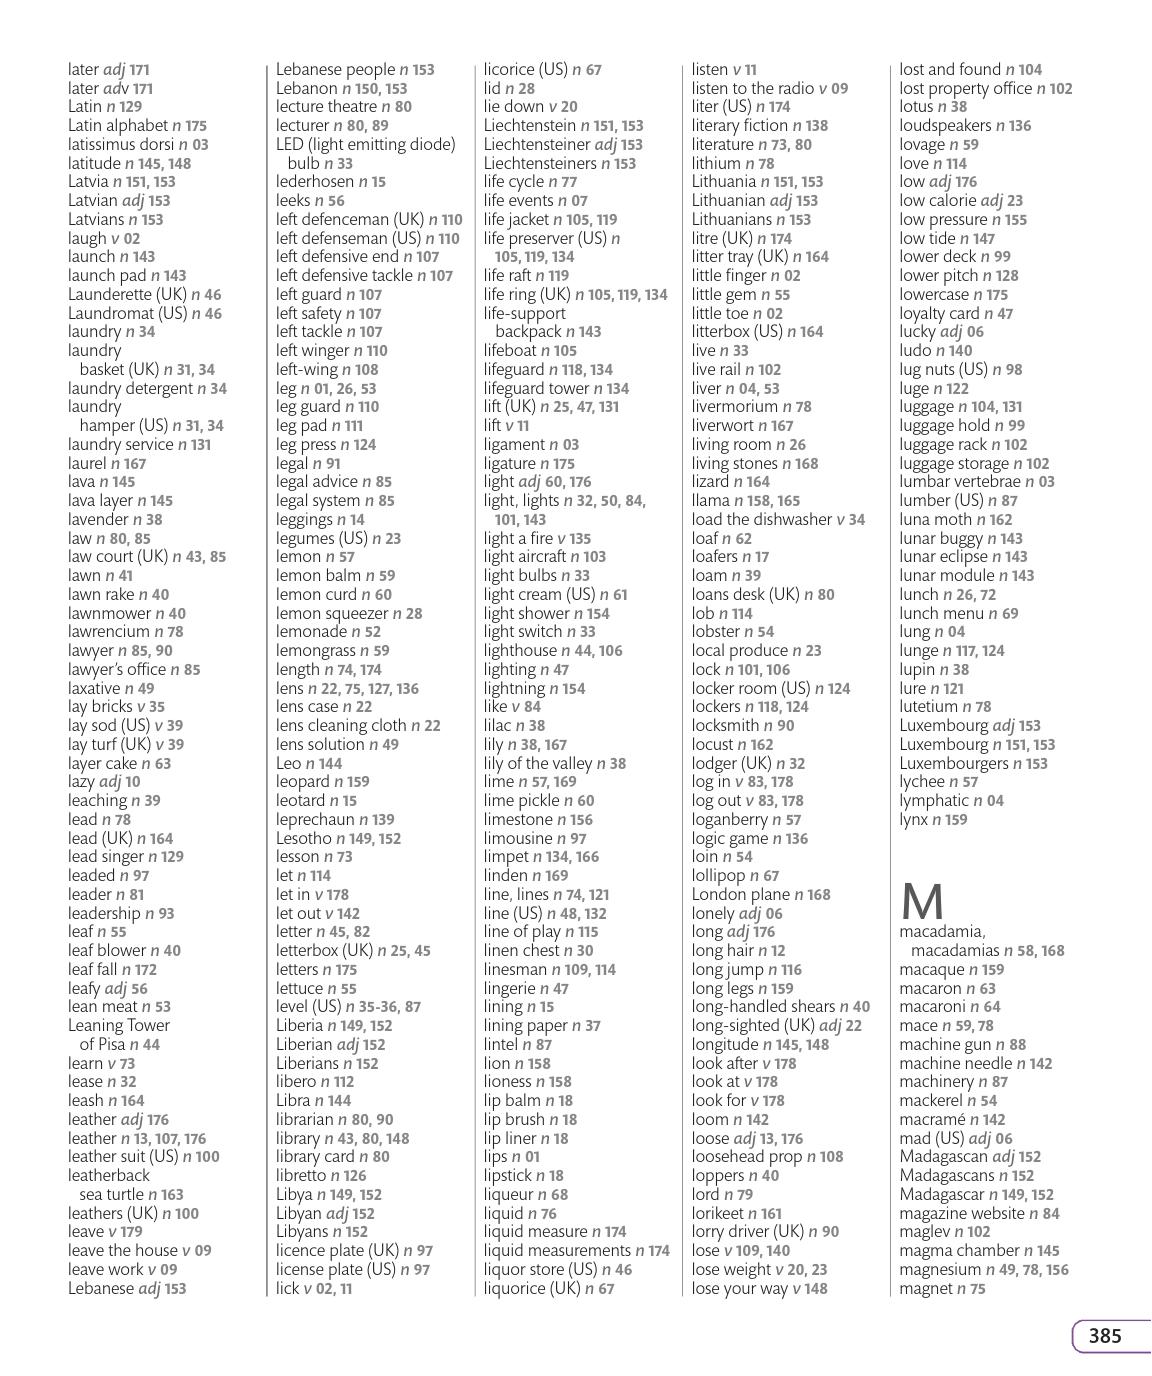 later adj 171
later adv 171
Latin n 129
Latin alphabet n 175
latissimus dorsi n 03
latitude n 145, 148
Latvia n 151, 153
Latvian adj 153
Latvians n 153
laugh v 02
launch n 143
launch pad n 143
Launderette (UK) n 46
Laundromat (US) n 46
laundry n 34
laundry
basket (UK) n 31, 34
laundry detergent n 34
laundry
hamper (US) n 31, 34
laundry service n 131
laurel n 167
lava n 145
lava layer n 145
lavender n 38
law n 80, 85
law court (UK) n 43, 85
lawn n 41
lawn rake n 40
lawnmower n 40
lawrencium n 78
lawyer n 85, 90
lawyer’s office n 85
laxative n 49
lay bricks v 35
lay sod (US) v 39
lay turf (UK) v 39
layer cake n 63
lazy adj 10
leaching n 39
lead n 78
lead (UK) n 164
lead singer n 129
leaded n 97
leader n 81
leadership n 93
leaf n 55
leaf blower n 40
leaf fall n 172
leafy adj 56
lean meat n 53
Leaning Tower
of Pisa n 44
learn v 73
lease n 32
leash n 164
leather adj 176
leather n 13, 107, 176
leather suit (US) n 100
leatherback
sea turtle n 163
leathers (UK) n 100
leave v 179
leave the house v 09
leave work v 09
Lebanese adj 153
Lebanese people n 153
Lebanon n 150, 153
lecture theatre n 80
lecturer n 80, 89
LED (light emitting diode)
bulb n 33
lederhosen n 15
leeks n 56
left defenceman (UK) n 110
left defenseman (US) n 110
left defensive end n 107
left defensive tackle n 107
left guard n 107
left safety n 107
left tackle n 107
left winger n 110
left-wing n 108
leg n 01, 26, 53
leg guard n 110
leg pad n 111
leg press n 124
legal n 91
legal advice n 85
legal system n 85
leggings n 14
legumes (US) n 23
lemon n 57
lemon balm n 59
lemon curd n 60
lemon squeezer n 28
lemonade n 52
lemongrass n 59
length n 74, 174
lens n 22, 75, 127, 136
lens case n 22
lens cleaning cloth n 22
lens solution n 49
Leo n 144
leopard n 159
leotard n 15
leprechaun n 139
Lesotho n 149, 152
lesson n 73
let n 114
let in v 178
let out v 142
letter n 45, 82
letterbox (UK) n 25, 45
letters n 175
lettuce n 55
level (US) n 35-36, 87
Liberia n 149, 152
Liberian adj 152
Liberians n 152
libero n 112
Libra n 144
librarian n 80, 90
library n 43, 80, 148
library card n 80
libretto n 126
Libya n 149, 152
Libyan adj 152
Libyans n 152
licence plate (UK) n 97
license plate (US) n 97
lick v 02, 11
licorice (US) n 67
lid n 28
lie down v 20
Liechtenstein n 151, 153
Liechtensteiner adj 153
Liechtensteiners n 153
life cycle n 77
life events n 07
life jacket n 105, 119
life preserver (US) n
105, 119, 134
life raft n 119
life ring (UK) n 105, 119, 134
life-support
backpack n 143
lifeboat n 105
lifeguard n 118, 134
lifeguard tower n 134
lift (UK) n 25, 47, 131
lift v 11
ligament n 03
ligature n 175
light adj 60, 176
light, lights n 32, 50, 84,
101, 143
light a fire v 135
light aircraft n 103
light bulbs n 33
light cream (US) n 61
light shower n 154
light switch n 33
lighthouse n 44, 106
lighting n 47
lightning n 154
like v 84
lilac n 38
lily n 38, 167
lily of the valley n 38
lime n 57, 169
lime pickle n 60
limestone n 156
limousine n 97
limpet n 134, 166
linden n 169
line, lines n 74, 121
line (US) n 48, 132
line of play n 115
linen chest n 30
linesman n 109, 114
lingerie n 47
lining n 15
lining paper n 37
lintel n 87
lion n 158
lioness n 158
lip balm n 18
lip brush n 18
lip liner n 18
lips n 01
lipstick n 18
liqueur n 68
liquid n 76
liquid measure n 174
liquid measurements n 174
liquor store (US) n 46
liquorice (UK) n 67
listen v 11
listen to the radio v 09
liter (US) n 174
literary fiction n 138
literature n 73, 80
lithium n 78
Lithuania n 151, 153
Lithuanian adj 153
Lithuanians n 153
litre (UK) n 174
litter tray (UK) n 164
little finger n 02
little gem n 55
little toe n 02
litterbox (US) n 164
live n 33
live rail n 102
liver n 04, 53
livermorium n 78
liverwort n 167
living room n 26
living stones n 168
lizard n 164
llama n 158, 165
load the dishwasher v 34
loaf n 62
loafers n 17
loam n 39
loans desk (UK) n 80
lob n 114
lobster n 54
local produce n 23
lock n 101, 106
locker room (US) n 124
lockers n 118, 124
locksmith n 90
locust n 162
lodger (UK) n 32
log in v 83, 178
log out v 83, 178
loganberry n 57
logic game n 136
loin n 54
lollipop n 67
London plane n 168
lonely adj 06
long adj 176
long hair n 12
long jump n 116
long legs n 159
long-handled shears n 40
long-sighted (UK) adj 22
longitude n 145, 148
look after v 178
look at v 178
look for v 178
loom n 142
loose adj 13, 176
loosehead prop n 108
loppers n 40
lord n 79
lorikeet n 161
lorry driver (UK) n 90
lose v 109, 140
lose weight v 20, 23
lose your way v 148
lost and found n 104
lost property office n 102
lotus n 38
loudspeakers n 136
lovage n 59
love n 114
low adj 176
low calorie adj 23
low pressure n 155
low tide n 147
lower deck n 99
lower pitch n 128
lowercase n 175
loyalty card n 47
lucky adj 06
ludo n 140
lug nuts (US) n 98
luge n 122
luggage n 104, 131
luggage hold n 99
luggage rack n 102
luggage storage n 102
lumbar vertebrae n 03
lumber (US) n 87
luna moth n 162
lunar buggy n 143
lunar eclipse n 143
lunar module n 143
lunch n 26, 72
lunch menu n 69
lung n 04
lunge n 117, 124
lupin n 38
lure n 121
lutetium n 78
Luxembourg adj 153
Luxembourg n 151, 153
Luxembourgers n 153
lychee n 57
lymphatic n 04
lynx n 159
M
macadamia,
macadamias n 58, 168
macaque n 159
macaron n 63
macaroni n 64
mace n 59, 78
machine gun n 88
machine needle n 142
machinery n 87
mackerel n 54
macramé n 142
mad (US) adj 06
Madagascan adj 152
Madagascans n 152
Madagascar n 149, 152
magazine website n 84
maglev n 102
magma chamber n 145
magnesium n 49, 78, 156
magnet n 75
385